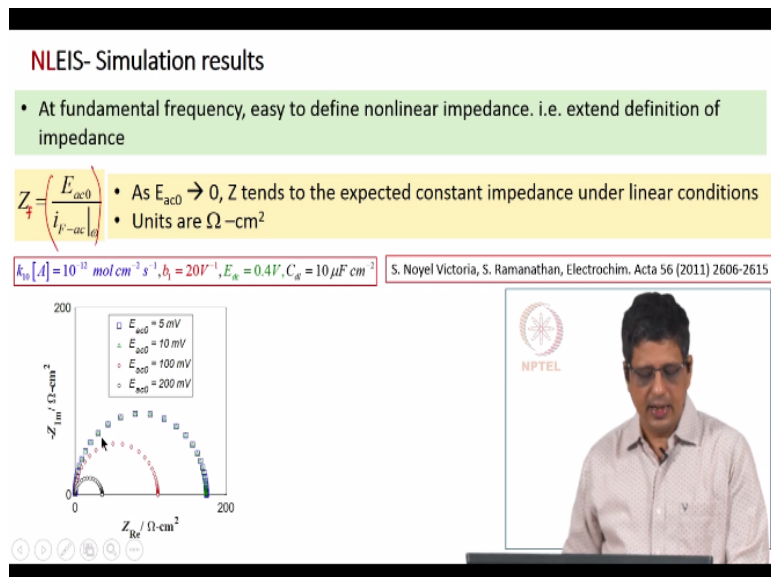 NLEIS- Simulation results
• At fundamental frequency, easy to define nonlinear impedance. i.e. extend definition of
impedance
Z_f = (E_ac0 / i_F-ac|_ω)
• As E_ac0 → 0, Z tends to the expected constant impedance under linear conditions
• Units are Ω –cm²
k₁₀[A] = 10⁻¹² mol cm⁻² s⁻¹, b₁ = 20V⁻¹, E_dc = 0.4V, C_dl = 10 μF cm⁻²
S. Noyel Victoria, S. Ramanathan, Electrochim. Acta 56 (2011) 2606-2615
NPTEL
200
E_ac0 = 5 mV
E_ac0 = 10 mV
E_ac0 = 100 mV
E_ac0 = 200 mV
-Z_Im / Ω-cm²
0
0 200
Z_Re / Ω-cm²